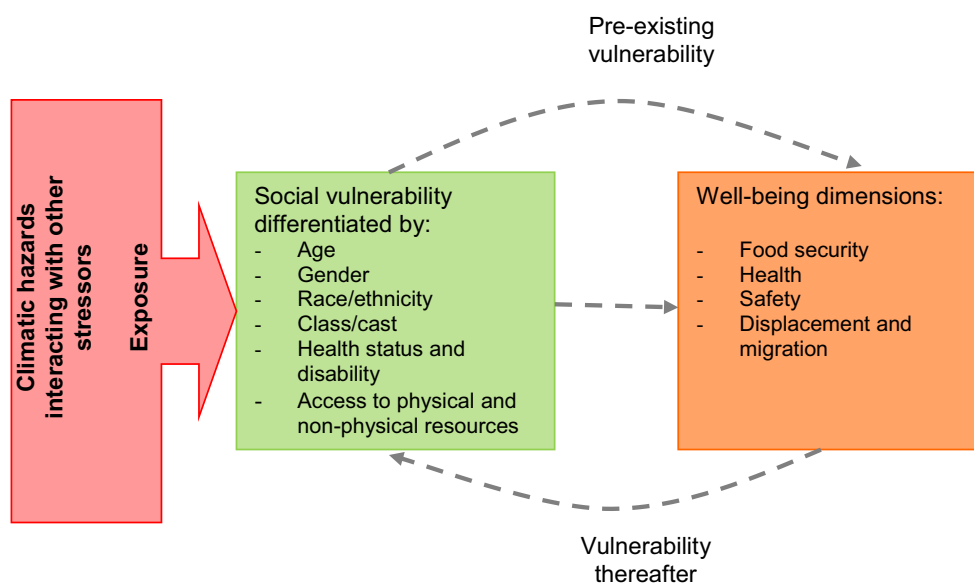 Pre-existing
vulnerability
Climatic hazards
interacting with other
stressors
Exposure
Social vulnerability
differentiated by:
- Age
- Gender
- Race/ethnicity
- Class/cast
- Health status and
disability
- Access to physical and
non-physical resources
Well-being dimensions:
- Food security
- Health
- Safety
- Displacement and
migration
Vulnerability
thereafter